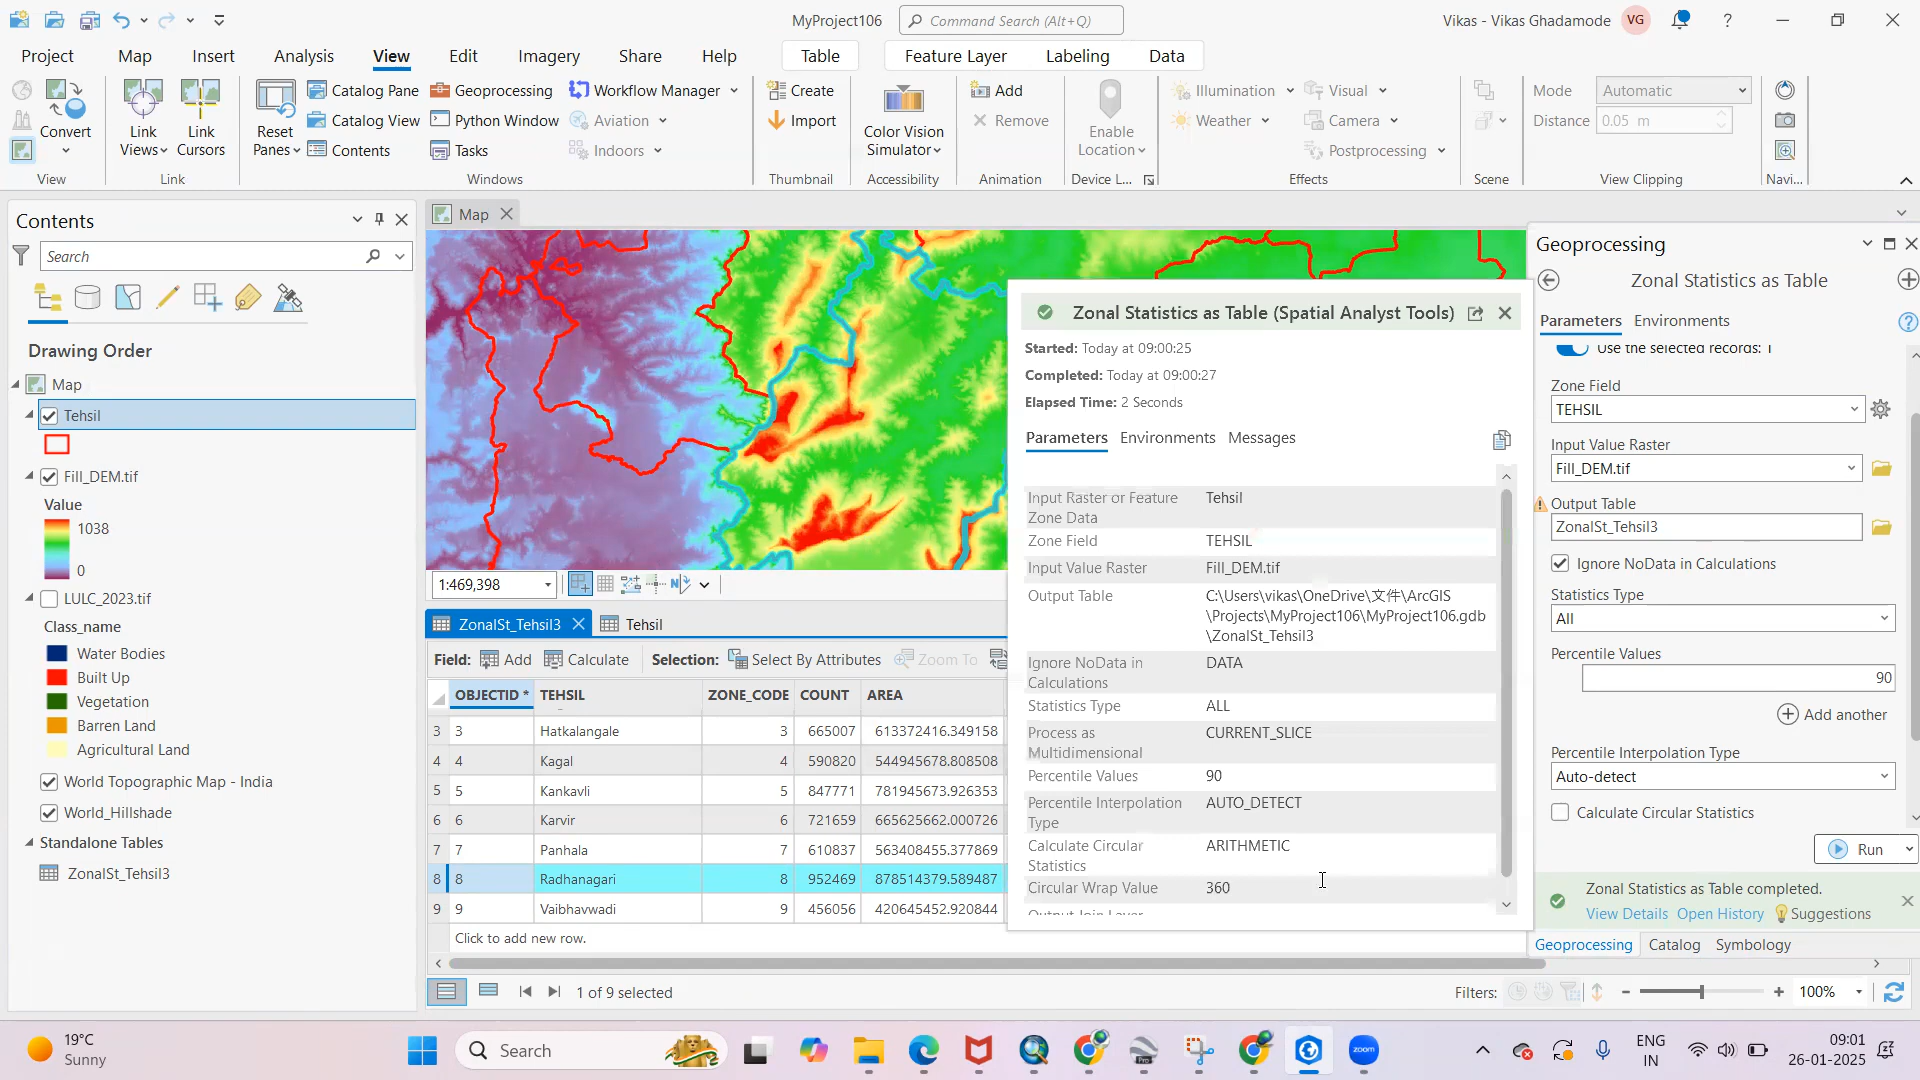 MyProject106
Command Search (Alt+Q)
Vikas - Vikas Ghadamode
VG
?
Project
Map
Insert
Analysis
View
Edit
Imagery
Share
Help
Table
Feature Layer
Labeling
Data
Convert
View
Link Views
Link Cursors
Link
Reset Panes
Catalog Pane
Catalog View
Contents
Geoprocessing
Python Window
Tasks
Workflow Manager
Aviation
Indoors
Windows
Create
Import
Thumbnail
Color Vision Simulator
Accessibility
Add
Remove
Animation
Enable Location
Device L...
Illumination
Weather
Visual
Camera
Postprocessing
Effects
Scene
Mode
Automatic
Distance
0.05 m
View Clipping
Navi...
Contents
Search
Drawing Order
Map
Tehsil
Fill_DEM.tif
Value
1038
0
LULC_2023.tif
Class_name
Water Bodies
Built Up
Vegetation
Barren Land
Agricultural Land
World Topographic Map - India
World_Hillshade
Standalone Tables
ZonalSt_Tehsil3
Map
1:469,398
ZonalSt_Tehsil3
Tehsil
Field: Add Calculate Selection: Select By Attributes Zoom To
OBJECTID * TEHSIL ZONE_CODE COUNT AREA
3 3 Hatkalangale 3 665007 613372416.349158
4 4 Kagal 4 590820 544945678.808508
5 5 Kankavli 5 847771 781945673.926353
6 6 Karvir 6 721659 665625662.000726
7 7 Panhala 7 610837 563408455.377869
8 8 Radhanagari 8 952469 878514379.589487
9 9 Vaibhavwadi 9 456056 420645452.920844
Click to add new row.
1 of 9 selected
Filters:
100%
Zonal Statistics as Table (Spatial Analyst Tools)
Started: Today at 09:00:25
Completed: Today at 09:00:27
Elapsed Time: 2 Seconds
Parameters Environments Messages
Input Raster or Feature Zone Data Tehsil
Zone Field TEHSIL
Input Value Raster Fill_DEM.tif
Output Table C:\Users\vikas\OneDrive\文件\ArcGIS
\Projects\MyProject106\MyProject106.gdb
\ZonalSt_Tehsil3
Ignore NoData in Calculations DATA
Statistics Type ALL
Process as Multidimensional CURRENT_SLICE
Percentile Values 90
Percentile Interpolation Type AUTO_DETECT
Calculate Circular Statistics ARITHMETIC
Circular Wrap Value 360
Output Join Layer
Geoprocessing
Zonal Statistics as Table
Parameters Environments
?
Use the selected records: 1
Zone Field
TEHSIL
Input Value Raster
Fill_DEM.tif
Output Table
ZonalSt_Tehsil3
Ignore NoData in Calculations
Statistics Type
All
Percentile Values
90
Add another
Percentile Interpolation Type
Auto-detect
Calculate Circular Statistics
Run
Zonal Statistics as Table completed.
View Details Open History Suggestions
Geoprocessing Catalog Symbology
19°C
Sunny
Search
Pro
zoom
ENG
IN
09:01
26-01-2025